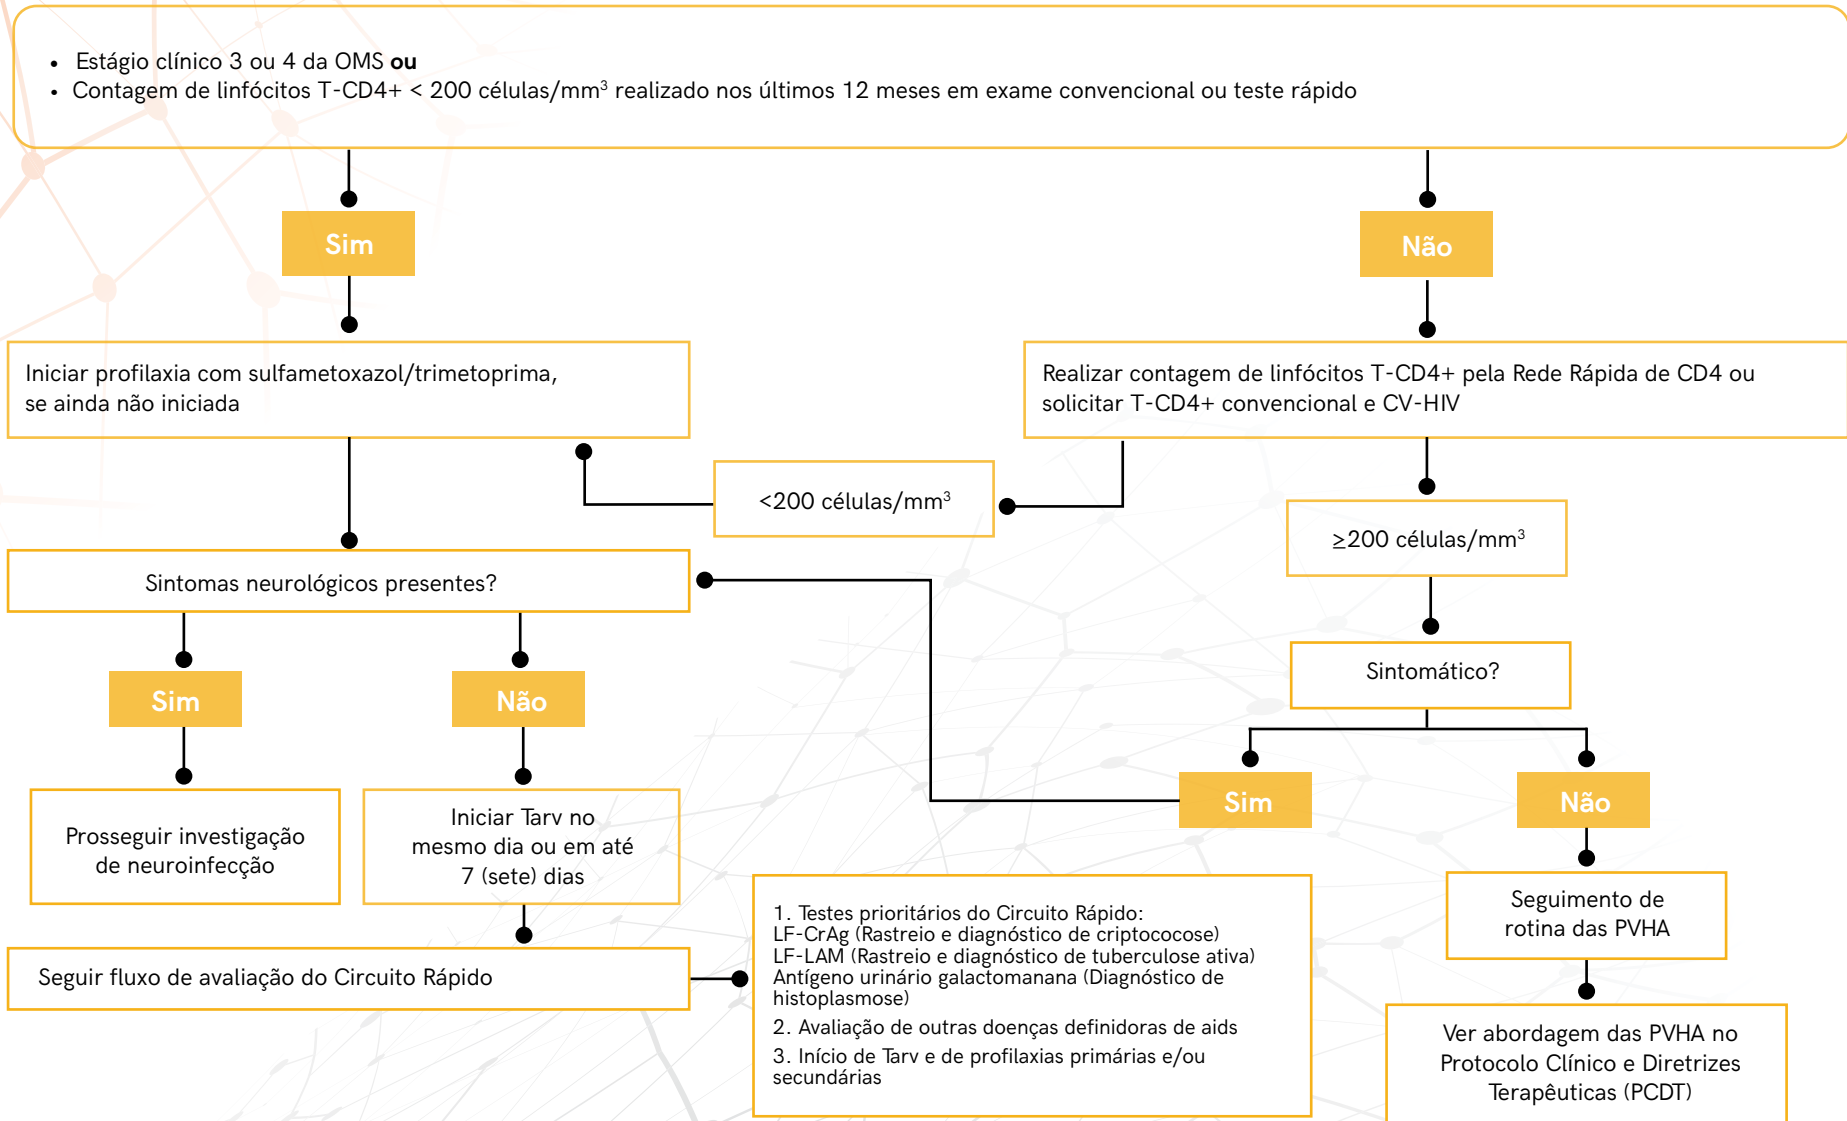 • Estágio clínico 3 ou 4 da OMS ou
• Contagem de linfócitos T-CD4+ < 200 células/mm³ realizado nos últimos 12 meses em exame convencional ou teste rápido
Sim
Não
Iniciar profilaxia com sulfametoxazol/trimetoprima,
se ainda não iniciada
Realizar contagem de linfócitos T-CD4+ pela Rede Rápida de CD4 ou
solicitar T-CD4+ convencional e CV-HIV
<200 células/mm³
≥200 células/mm³
Sintomas neurológicos presentes?
Sintomático?
Sim
Não
Sim
Não
Prosseguir investigação
de neuroinfecção
Iniciar Tarv no
mesmo dia ou em até
7 (sete) dias
Seguir fluxo de avaliação do Circuito Rápido
1. Testes prioritários do Circuito Rápido:
LF-CrAg (Rastreio e diagnóstico de criptococose)
LF-LAM (Rastreio e diagnóstico de tuberculose ativa)
Antígeno urinário galactomanana (Diagnóstico de
histoplasmose)
2. Avaliação de outras doenças definidoras de aids
3. Início de Tarv e de profilaxias primárias e/ou
secundárias
Seguimento de
rotina das PVHA
Ver abordagem das PVHA no
Protocolo Clínico e Diretrizes
Terapêuticas (PCDT)